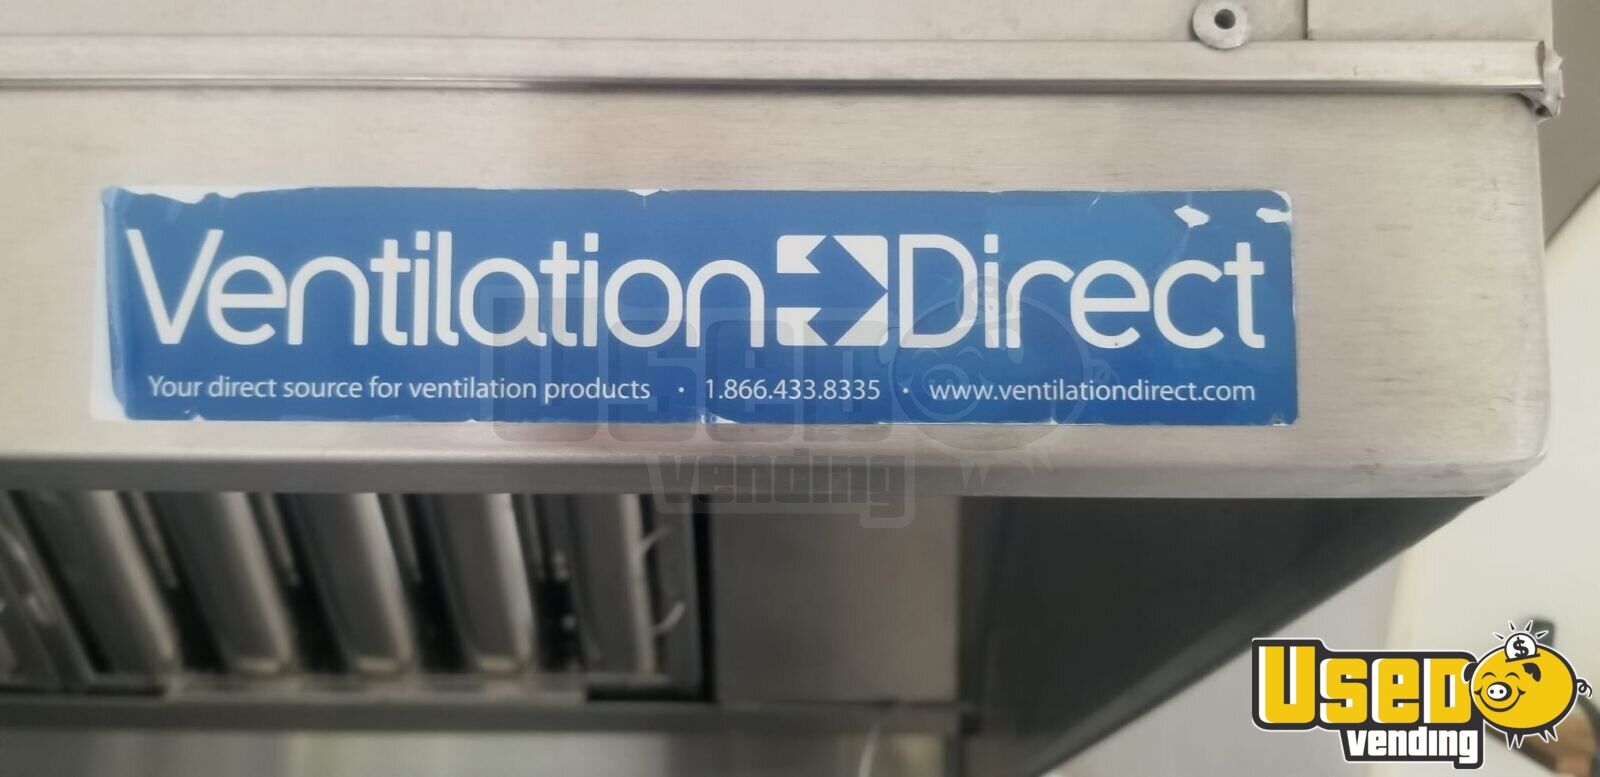 Ventilation Direct
Your direct source for ventilation products · 1.866.433.8335 · www.ventilationdirect.com
USED
vending
$
USED
vending
$